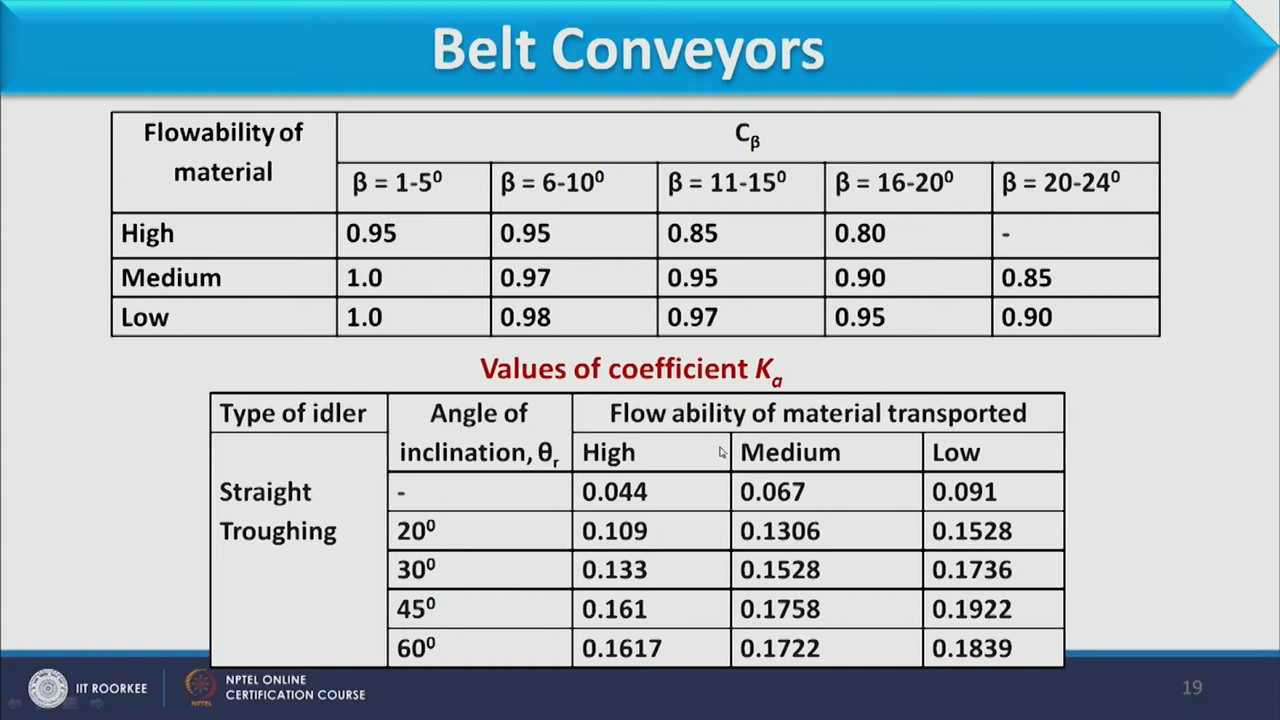 Belt Conveyors
Flowability of material C_β
β = 1-5⁰ β = 6-10⁰ β = 11-15⁰ β = 16-20⁰ β = 20-24⁰
High 0.95 0.95 0.85 0.80 -
Medium 1.0 0.97 0.95 0.90 0.85
Low 1.0 0.98 0.97 0.95 0.90
Values of coefficient K_a
Type of idler Angle of inclination, θ_r Flow ability of material transported
High Medium Low
Straight - 0.044 0.067 0.091
Troughing 20⁰ 0.109 0.1306 0.1528
30⁰ 0.133 0.1528 0.1736
45⁰ 0.161 0.1758 0.1922
60⁰ 0.1617 0.1722 0.1839
IIT ROORKEE
NPTEL ONLINE
CERTIFICATION COURSE
NPTEL
19